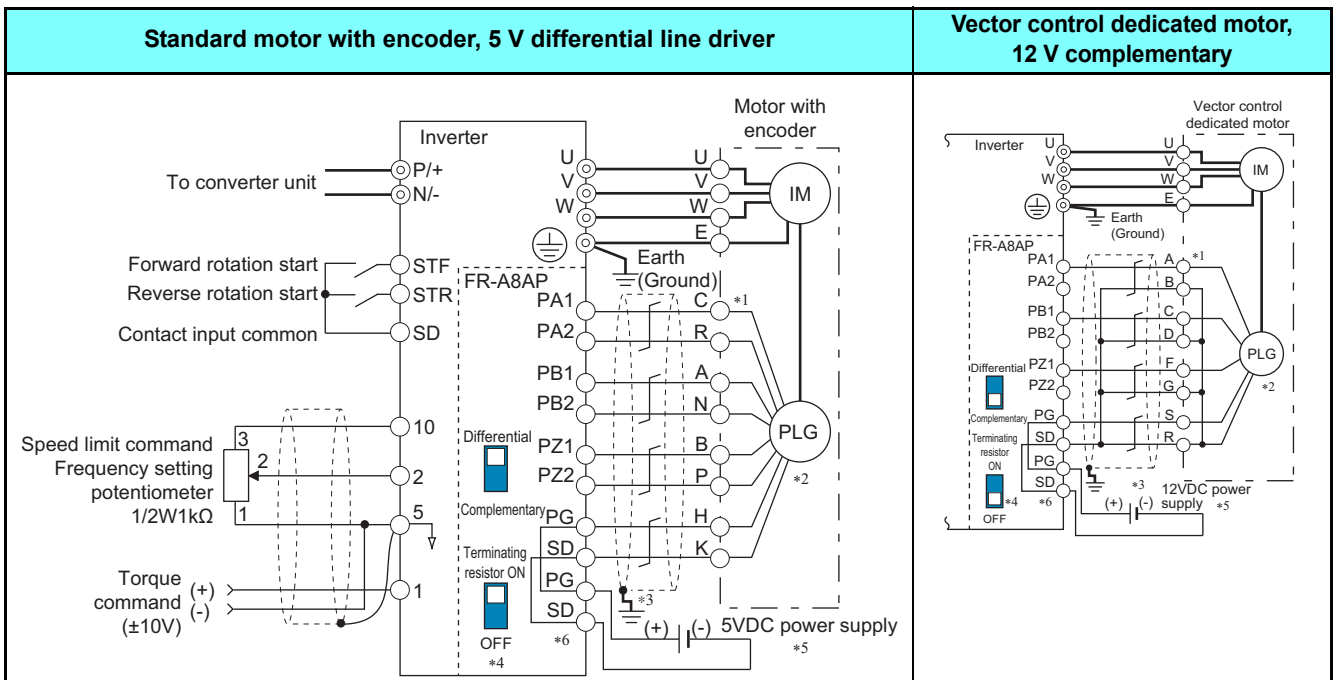 Standard motor with encoder, 5 V differential line driver
Vector control dedicated motor,
12 V complementary
Motor with
encoder
Inverter
To converter unit
P/+
N/-
U
V
W
U
V
W
E
IM
Earth
(Ground)
Forward rotation start
Reverse rotation start
Contact input common
STF
STR
SD
FR-A8AP
PA1
PA2
PB1
PB2
PZ1
PZ2
PG
SD
PG
SD
C
R
A
N
B
P
H
K
*1
PLG
*2
Differential
Complementary
Terminating
resistor ON
OFF
*4
*6
*3
(+)
(-)
5VDC power supply
*5
Speed limit command
Frequency setting
potentiometer
1/2W1kΩ
3
2
1
10
2
5
1
Torque
command
(±10V)
(+)
(-)
Vector control
dedicated motor
Inverter
U
V
W
U
V
W
E
IM
Earth
(Ground)
FR-A8AP
PA1
PA2
PB1
PB2
PZ1
PZ2
PG
SD
PG
SD
A
B
C
D
F
G
S
R
*1
PLG
*2
Differential
Complementary
Terminating
resistor
ON
*4
OFF
*6
*3
(+)
(-)
12VDC power
supply
*5